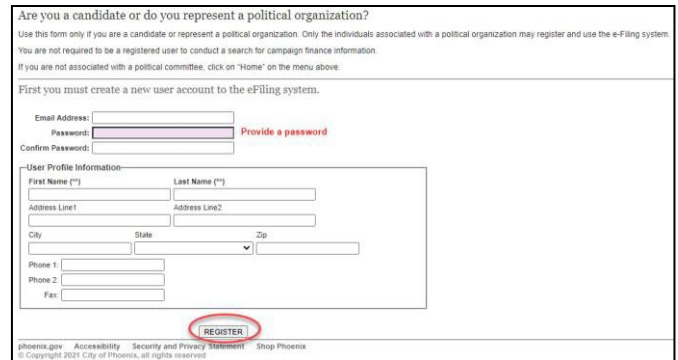 Are you a candidate or do you represent a political organization?
Use this form only if you are a candidate or represent a political organization. Only the individuals associated with a political organization may register and use the e-Filing system.
You are not required to be a registered user to conduct a search for campaign finance information.
If you are not associated with a political committee, click on "Home" on the menu above.
First you must create a new user account to the eFiling system.
Email Address:
Password: Provide a password
Confirm Password:
User Profile Information
First Name (**) Last Name (**)
Address Line1 Address Line2
City State Zip
Phone 1:
Phone 2:
Fax:
REGISTER
phoenix.gov Accessibility Security and Privacy Statement Shop Phoenix
© Copyright 2021 City of Phoenix, all rights reserved